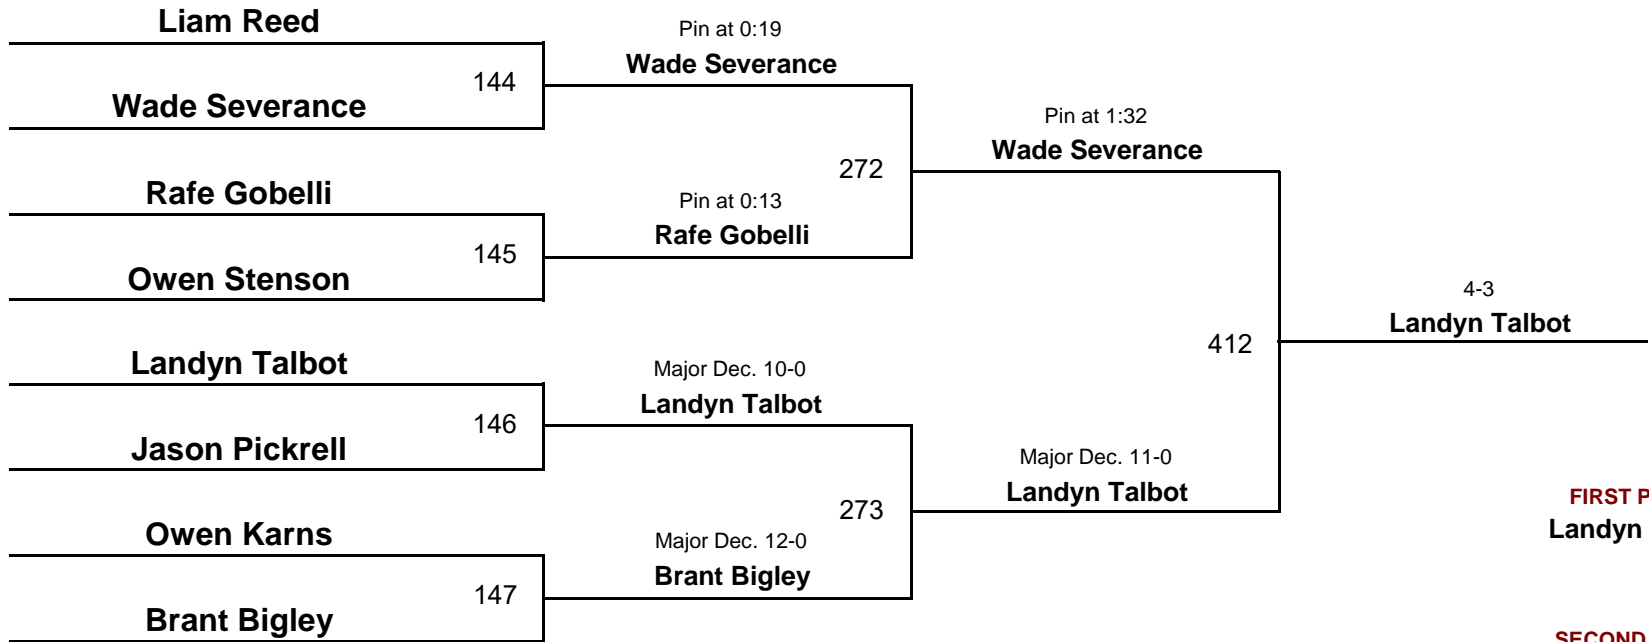 Liam Reed
144
Wade Severance
Rafe Gobelli
145
Owen Stenson
Landyn Talbot
146
Jason Pickrell
Owen Karns
147
Brant Bigley
Pin at 0:19
Wade Severance
272
Pin at 0:13
Rafe Gobelli
Major Dec. 10-0
Landyn Talbot
273
Major Dec. 12-0
Brant Bigley
Pin at 1:32
Wade Severance
412
Major Dec. 11-0
Landyn Talbot
4-3
Landyn Talbot
FIRST P
Landyn
SECOND